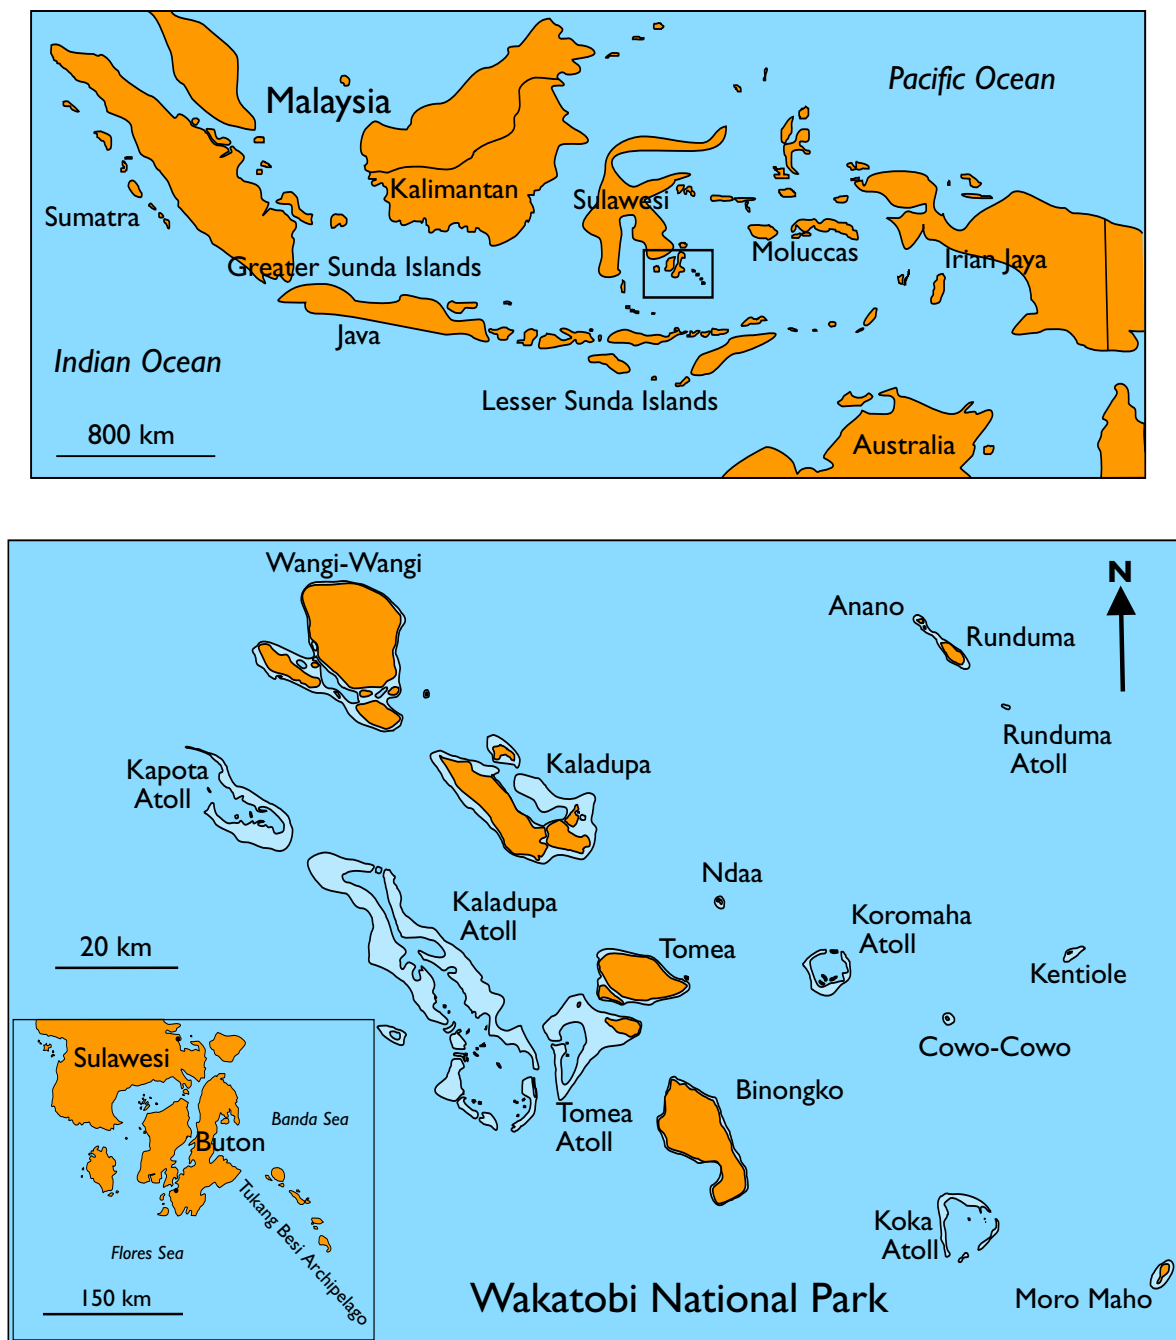 Pacific Ocean
Malaysia
Kalimantan
Sulawesi
Sumatra
Moluccas
Irian Jaya
Greater Sunda Islands
Java
Indian Ocean
Lesser Sunda Islands
800 km
Australia
Wangi-Wangi
N
Anano
Runduma
Runduma
Atoll
Kapota
Atoll
Kaladupa
Ndaa
Kaladupa
Atoll
Koromaha
Atoll
20 km
Tomea
Kentiole
Cowo-Cowo
Sulawesi
Binongko
Banda Sea
Tomea
Atoll
Buton
Tukang Besi Archipelago
Koka
Atoll
Flores Sea
150 km
Wakatobi National Park
Moro Maho